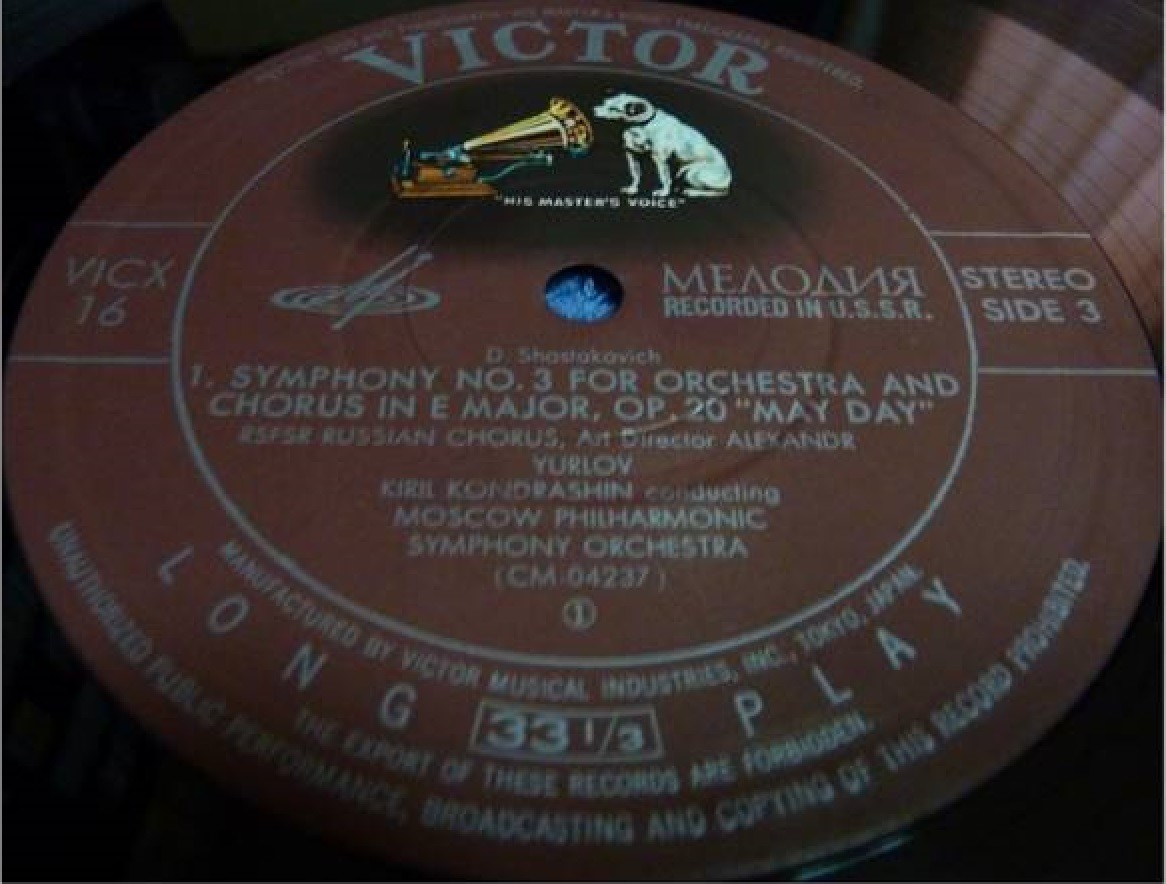 VICTOR
"HIS MASTER'S VOICE"
VICX
16
МЕЛОДИЯ
RECORDED IN U.S.S.R.
STEREO
SIDE 3
D. Shostakovich
1. SYMPHONY NO. 3 FOR ORCHESTRA AND
CHORUS IN E MAJOR, OP. 20 "MAY DAY"
RSFSR RUSSIAN CHORUS, Art Director ALEXANDR
YURLOV
KIRIL KONDRASHIN conducting
MOSCOW PHILHARMONIC
SYMPHONY ORCHESTRA
(CM-04237)
①
MANUFACTURED BY VICTOR MUSICAL INDUSTRIES, INC., TOKYO, JAPAN.
LONG PLAY
33 1/3
THE EXPORT OF THESE RECORDS ARE FORBIDDEN.
UNAUTHORIZED PUBLIC PERFORMANCE, BROADCASTING AND COPYING OF THIS RECORD PROHIBITED